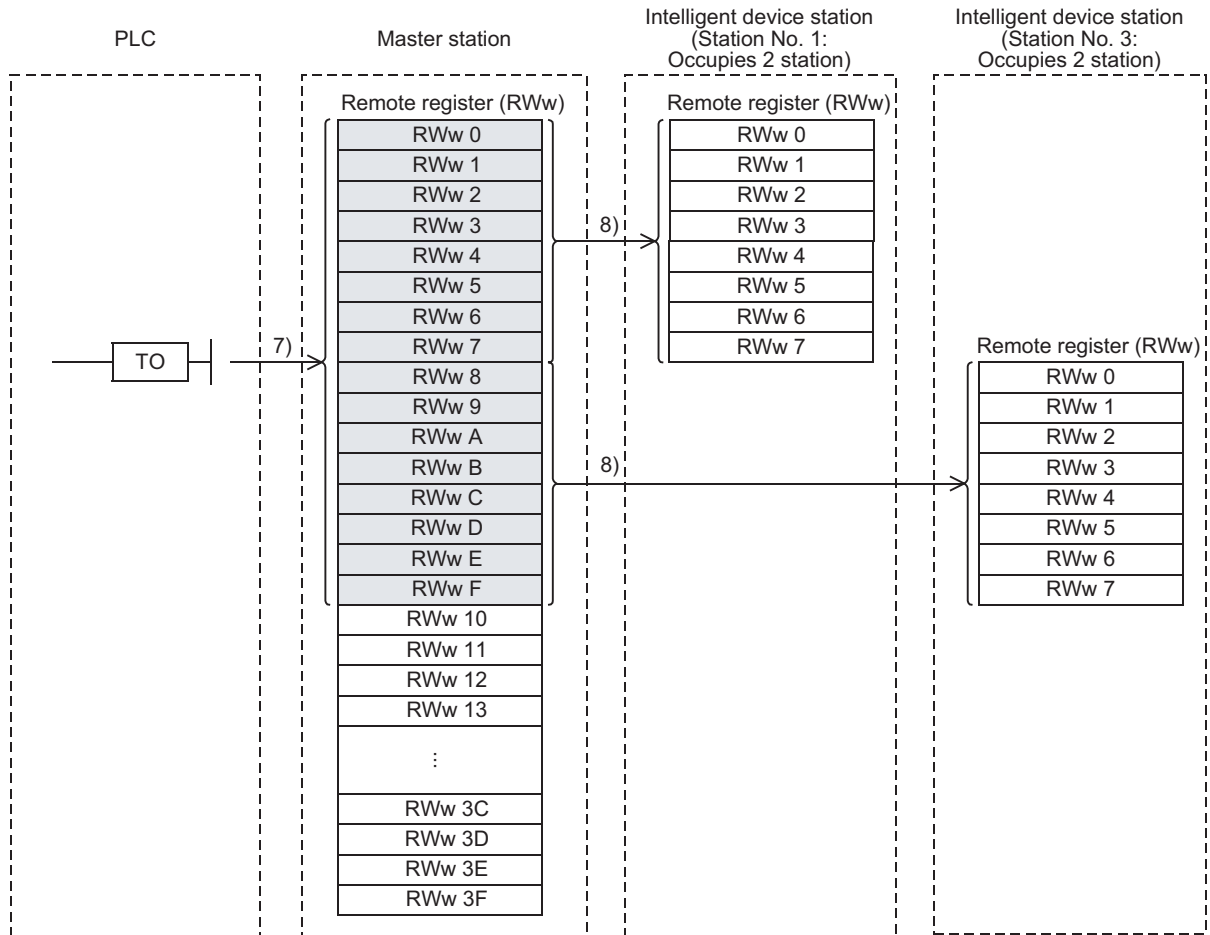 PLC
Master station
Intelligent device station
(Station No. 1:
Occupies 2 station)
Intelligent device station
(Station No. 3:
Occupies 2 station)
TO
7)
Remote register (RWw)
RWw 0
RWw 1
RWw 2
RWw 3
RWw 4
RWw 5
RWw 6
RWw 7
RWw 8
RWw 9
RWw A
RWw B
RWw C
RWw D
RWw E
RWw F
RWw 10
RWw 11
RWw 12
RWw 13
⋮
RWw 3C
RWw 3D
RWw 3E
RWw 3F
8)
8)
Remote register (RWw)
RWw 0
RWw 1
RWw 2
RWw 3
RWw 4
RWw 5
RWw 6
RWw 7
Remote register (RWw)
RWw 0
RWw 1
RWw 2
RWw 3
RWw 4
RWw 5
RWw 6
RWw 7